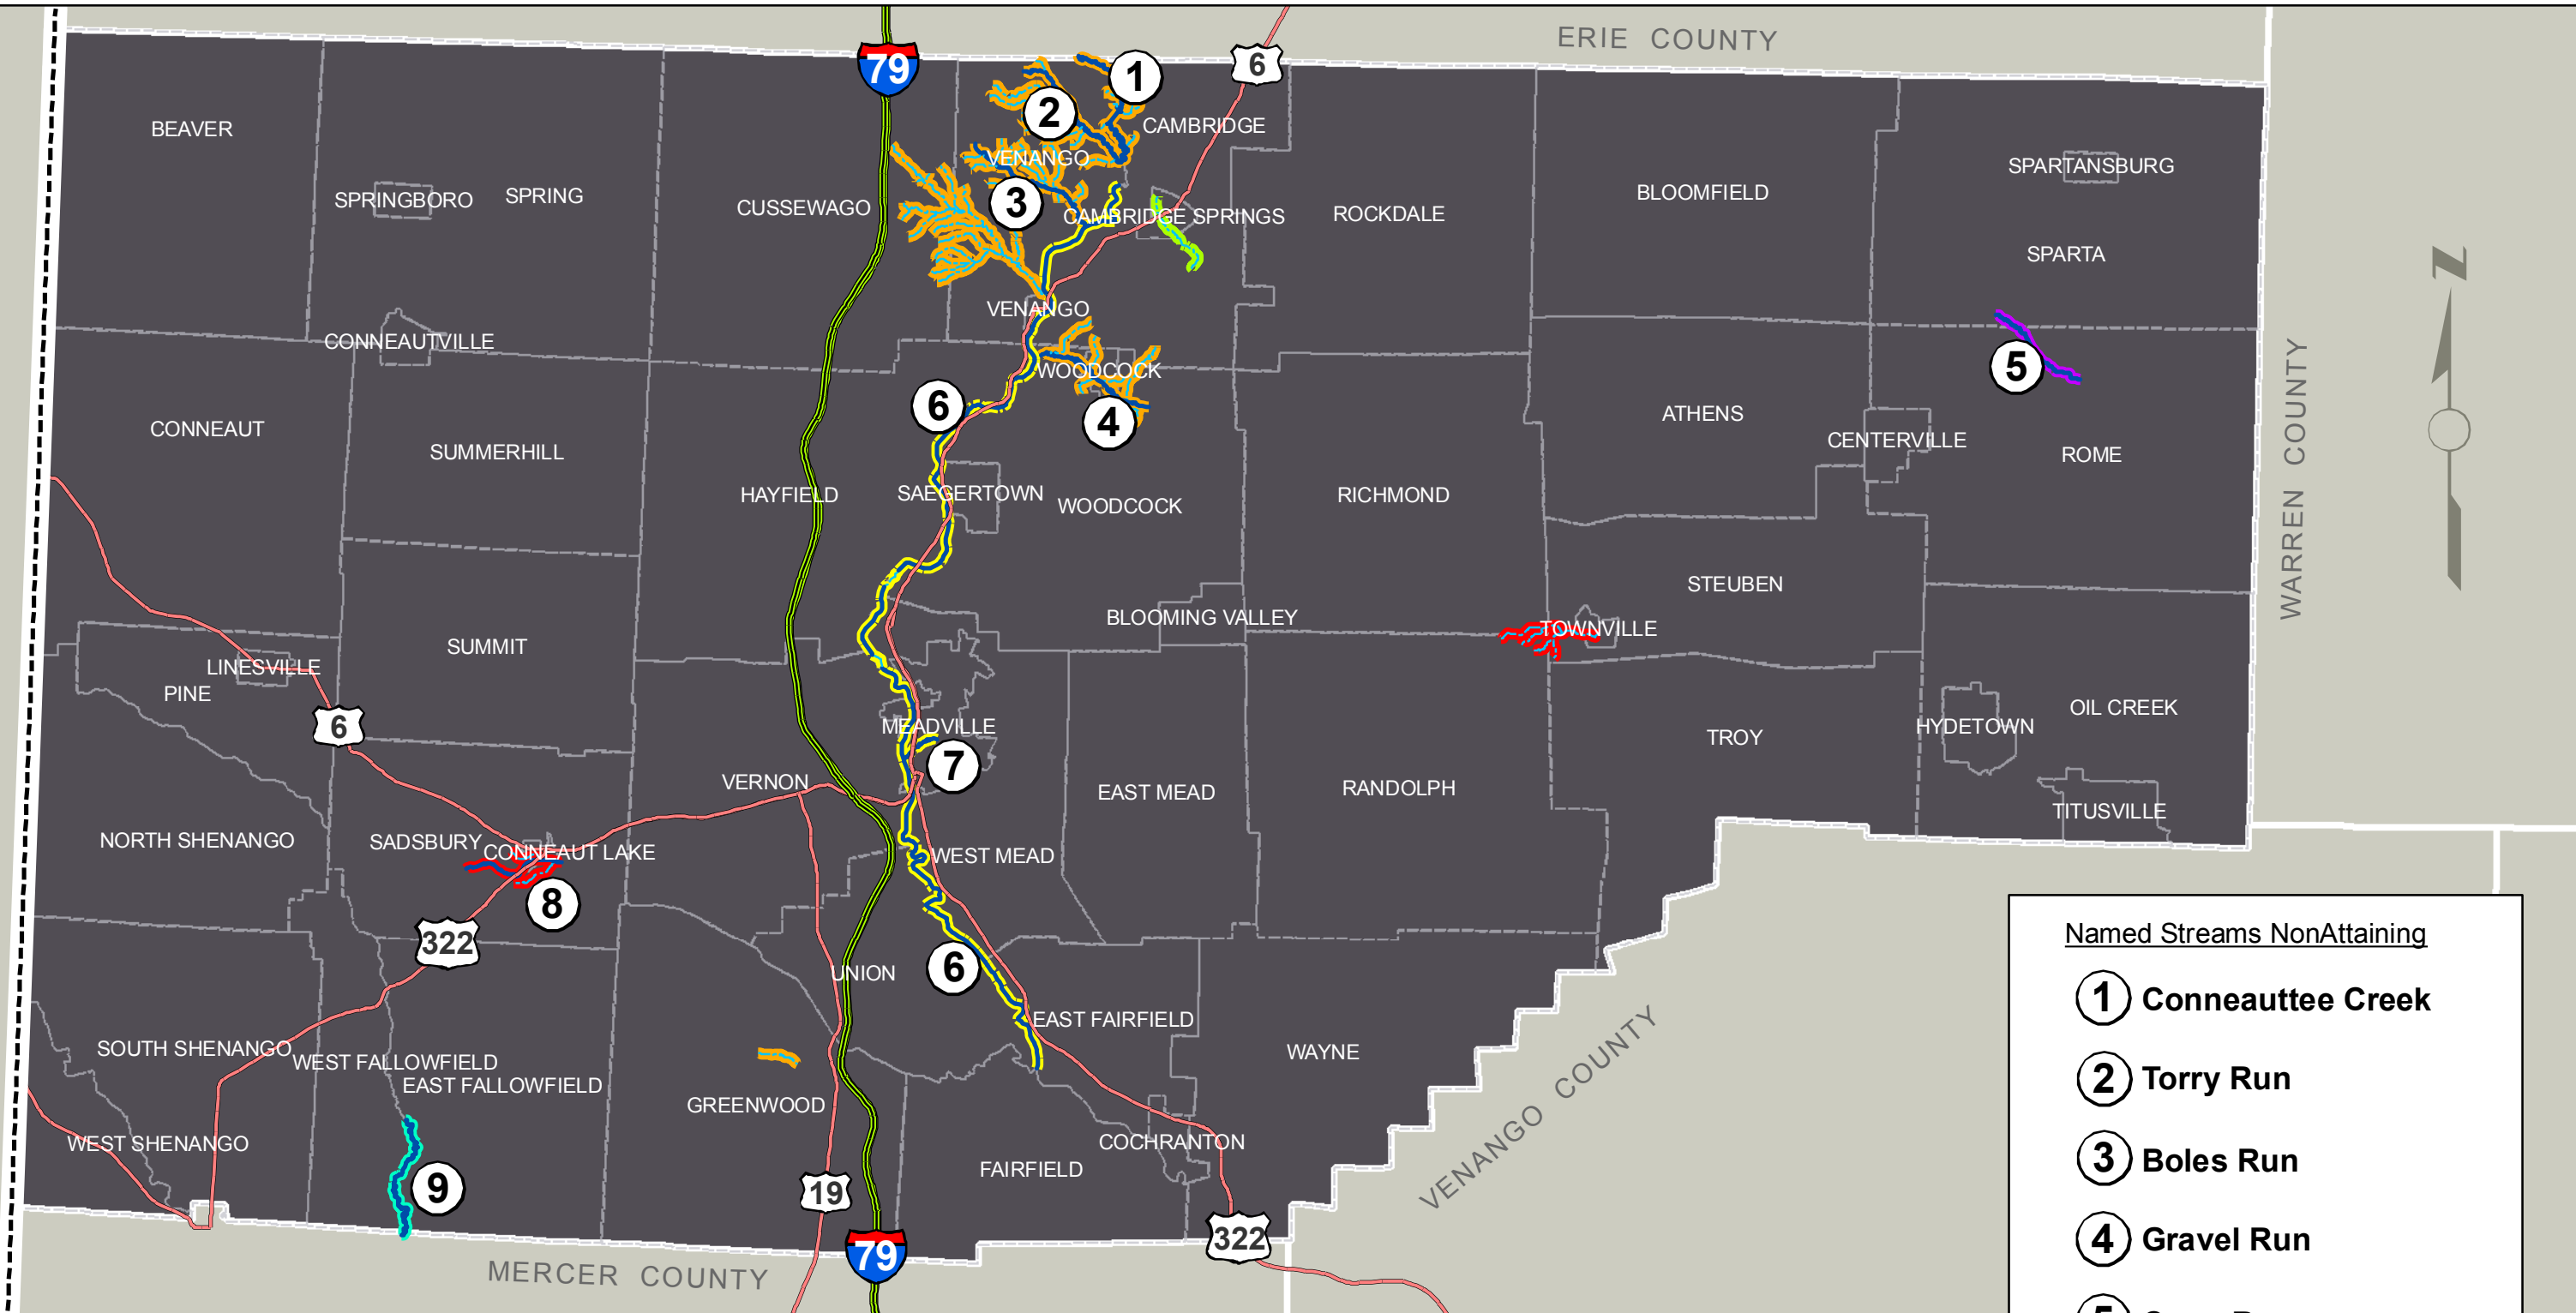 ERIE COUNTY
79
1
6
2
BEAVER
CAMBRIDGE
VENANGO
SPARTANSBURG
SPRINGBORO
SPRING
CUSSEWAGO
3
CAMBRIDGE SPRINGS
ROCKDALE
BLOOMFIELD
SPARTA
N
VENANGO
CONNEAUTVILLE
WOODCOCK
5
6
4
CONNEAUT
SUMMERHILL
ATHENS
CENTERVILLE
ROME
WARREN COUNTY
HAYFIELD
SAEGERTOWN
WOODCOCK
RICHMOND
STEUBEN
SUMMIT
BLOOMING VALLEY
TOWNVILLE
LINESVILLE
PINE
6
MEADVILLE
7
TROY
HYDETOWN
OIL CREEK
VERNON
EAST MEAD
RANDOLPH
TITUSVILLE
NORTH SHENANGO
SADSBURY
CONNEAUT LAKE
WEST MEAD
8
322
UNION
6
SOUTH SHENANGO
WEST FALLOWFIELD
EAST FALLOWFIELD
EAST FAIRFIELD
WAYNE
GREENWOOD
WEST SHENANGO
COCHRANTON
FAIRFIELD
VENANGO COUNTY
9
19
79
322
MERCER COUNTY
Named Streams NonAttaining
1 Conneauttee Creek
2 Torry Run
3 Boles Run
4 Gravel Run